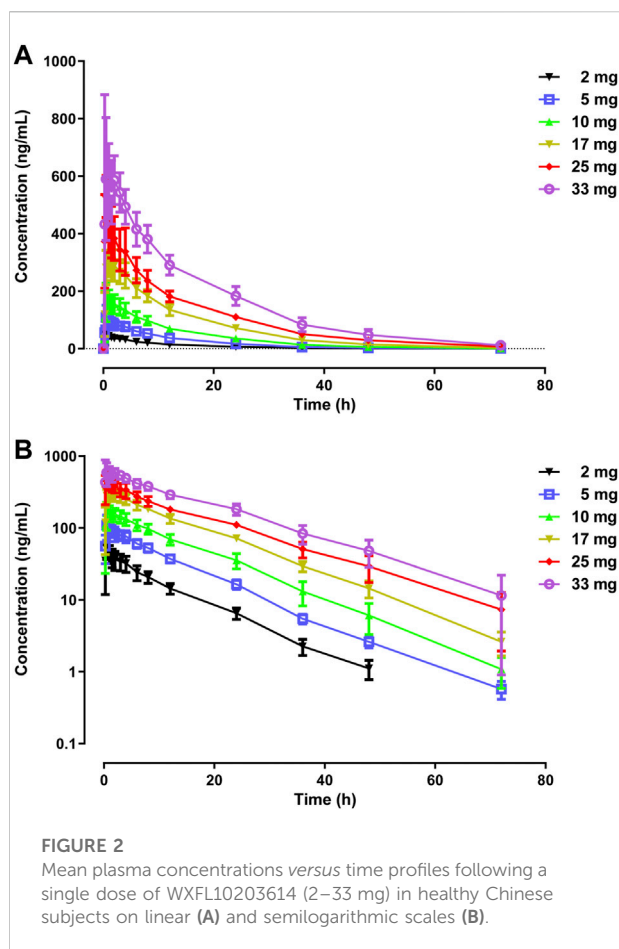 A
1000
800
600
400
200
0
Concentration (ng/mL)
0 20 40 60 80
Time (h)
2 mg
5 mg
10 mg
17 mg
25 mg
33 mg
B
1000
100
10
1
0.1
Concentration (ng/mL)
0 20 40 60 80
Time (h)
2 mg
5 mg
10 mg
17 mg
25 mg
33 mg
FIGURE 2
Mean plasma concentrations versus time profiles following a
single dose of WXFL10203614 (2–33 mg) in healthy Chinese
subjects on linear (A) and semilogarithmic scales (B).